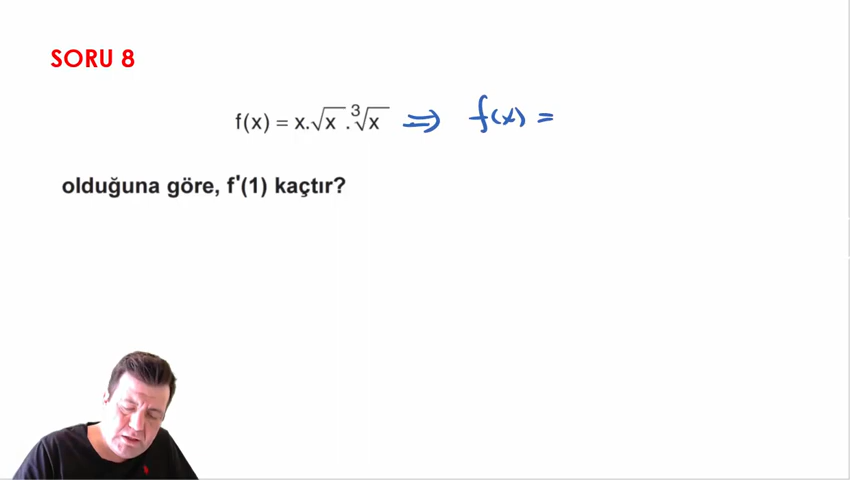 SORU 8
f(x) = x.√x .∛x ⇒ f(x) =
olduğuna göre, f'(1) kaçtır?